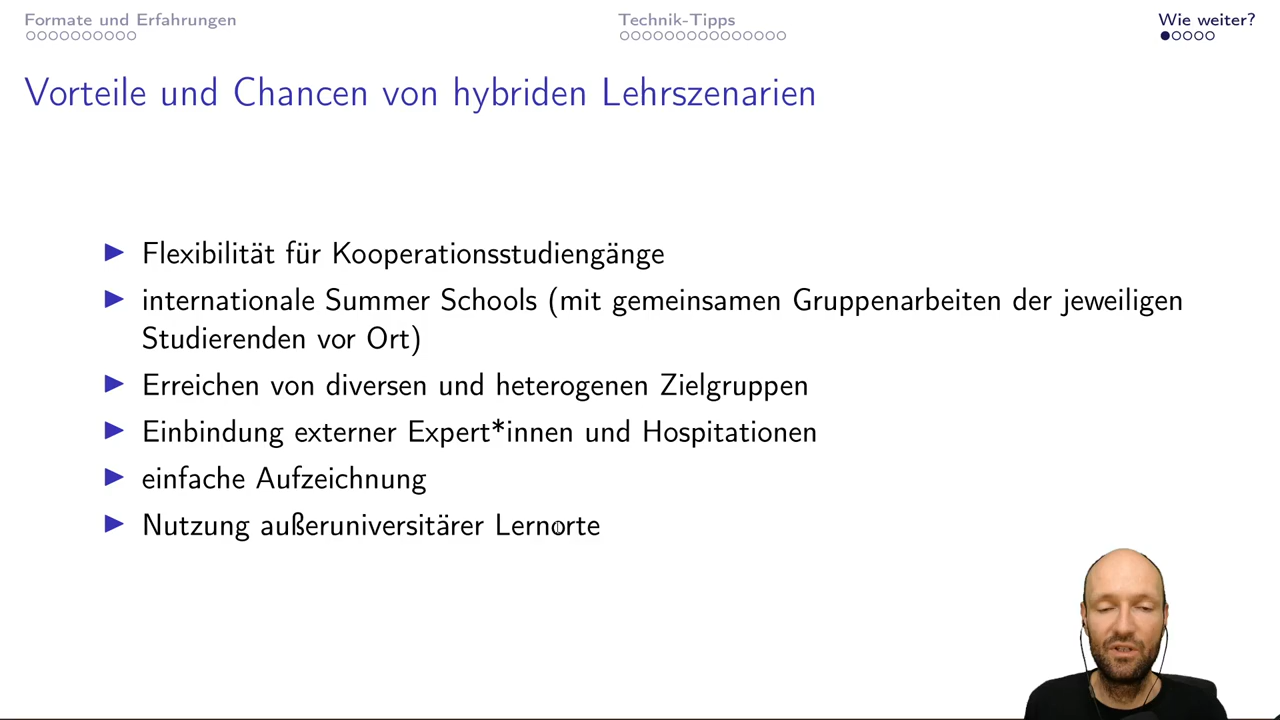 Formate und Erfahrungen
Technik-Tipps
Wie weiter?
Vorteile und Chancen von hybriden Lehrszenarien
Flexibilität für Kooperationsstudiengänge
internationale Summer Schools (mit gemeinsamen Gruppenarbeiten der jeweiligen
Studierenden vor Ort)
Erreichen von diversen und heterogenen Zielgruppen
Einbindung externer Expert*innen und Hospitationen
einfache Aufzeichnung
Nutzung außeruniversitärer Lernorte